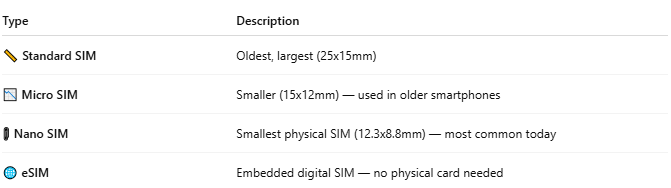 Type Description
📏 Standard SIM Oldest, largest (25x15mm)
📉 Micro SIM Smaller (15x12mm) — used in older smartphones
📱 Nano SIM Smallest physical SIM (12.3x8.8mm) — most common today
🌐 eSIM Embedded digital SIM — no physical card needed